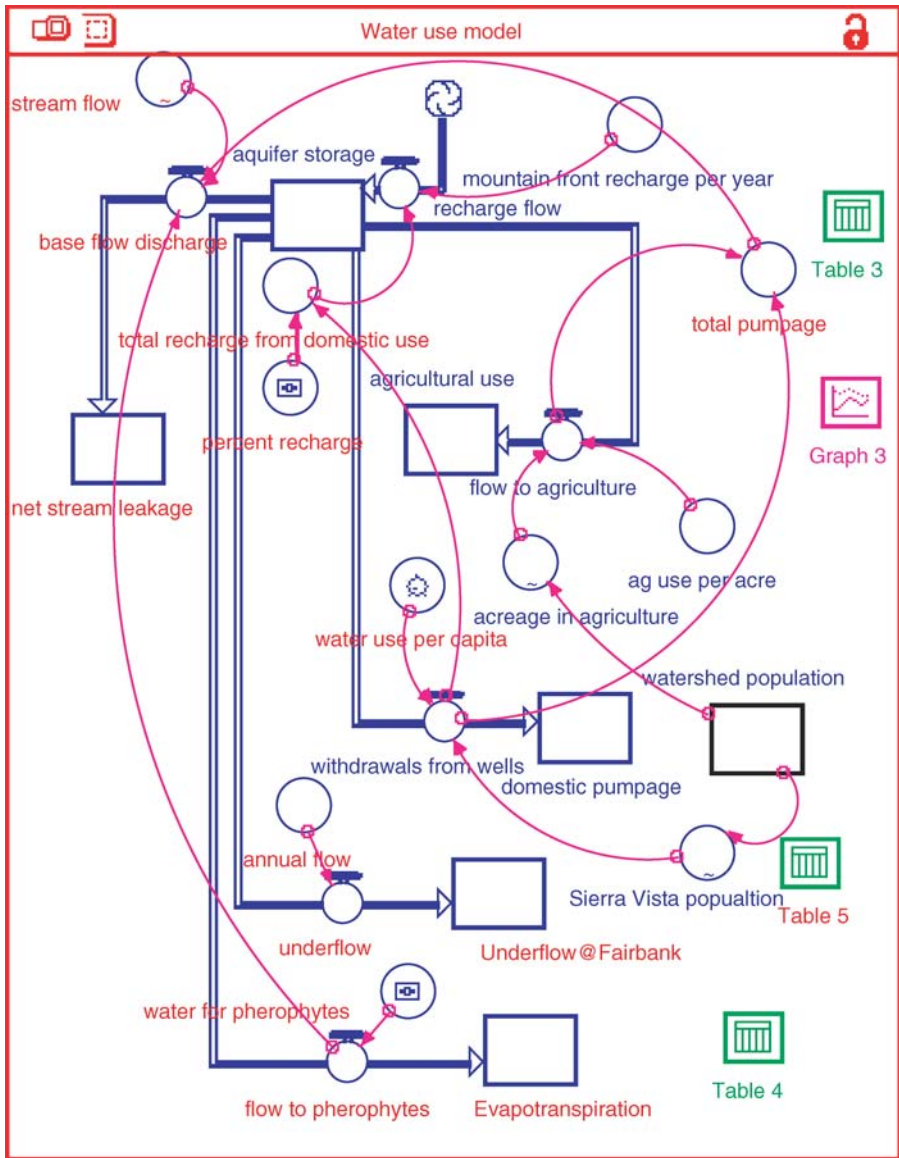 Water use model
stream flow
aquifer storage
mountain front recharge per year
recharge flow
base flow discharge
Table 3
total pumpage
total recharge from domestic use
agricultural use
percent recharge
Graph 3
flow to agriculture
net stream leakage
ag use per acre
acreage in agriculture
water use per capita
watershed population
withdrawals from wells
domestic pumpage
annual flow
Sierra Vista popualtion
Table 5
underflow
Underflow@Fairbank
water for pherophytes
Table 4
flow to pherophytes
Evapotranspiration